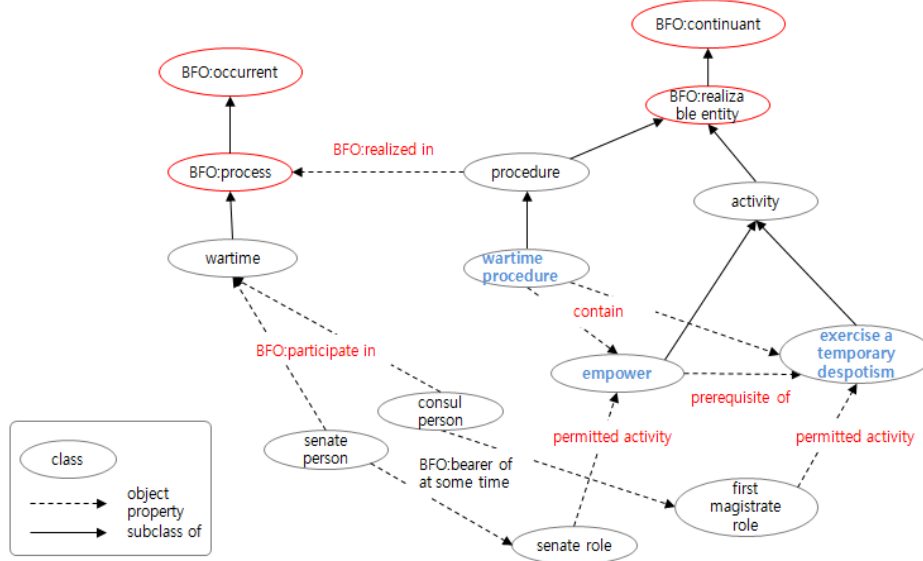 BFO:continuant
BFO:occurrent
BFO:realiza
ble entity
BFO:realized in
BFO:process
procedure
activity
wartime
wartime
procedure
contain
exercise a
temporary
despotism
BFO:participate in
empower
prerequisite of
consul
person
senate
person
permitted activity
permitted activity
BFO:bearer of
at some time
class
object
property
subclass of
first
magistrate
role
senate role